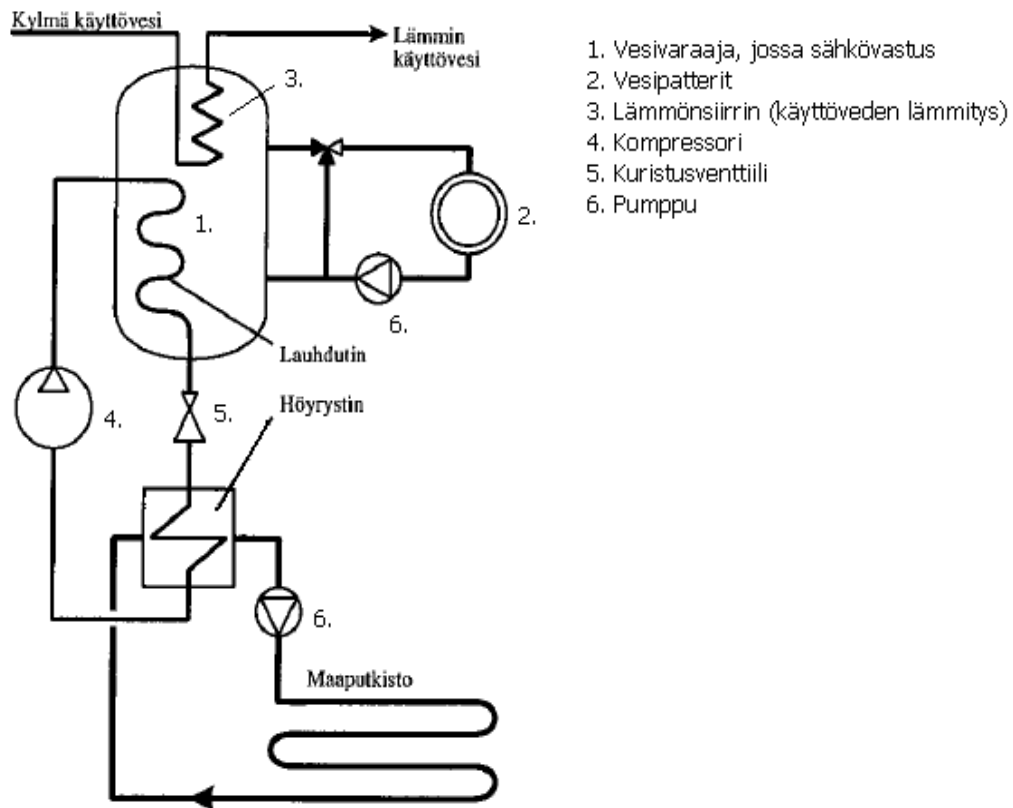 Kylmä käyttövesi
Lämmin
käyttövesi
3.
1.
2.
6.
Lauhdutin
4.
5.
Höyrystin
6.
Maaputkisto
1. Vesivaraaja, jossa sähkövastus
2. Vesipatterit
3. Lämmönsiirrin (käyttöveden lämmitys)
4. Kompressori
5. Kuristusventtiili
6. Pumppu